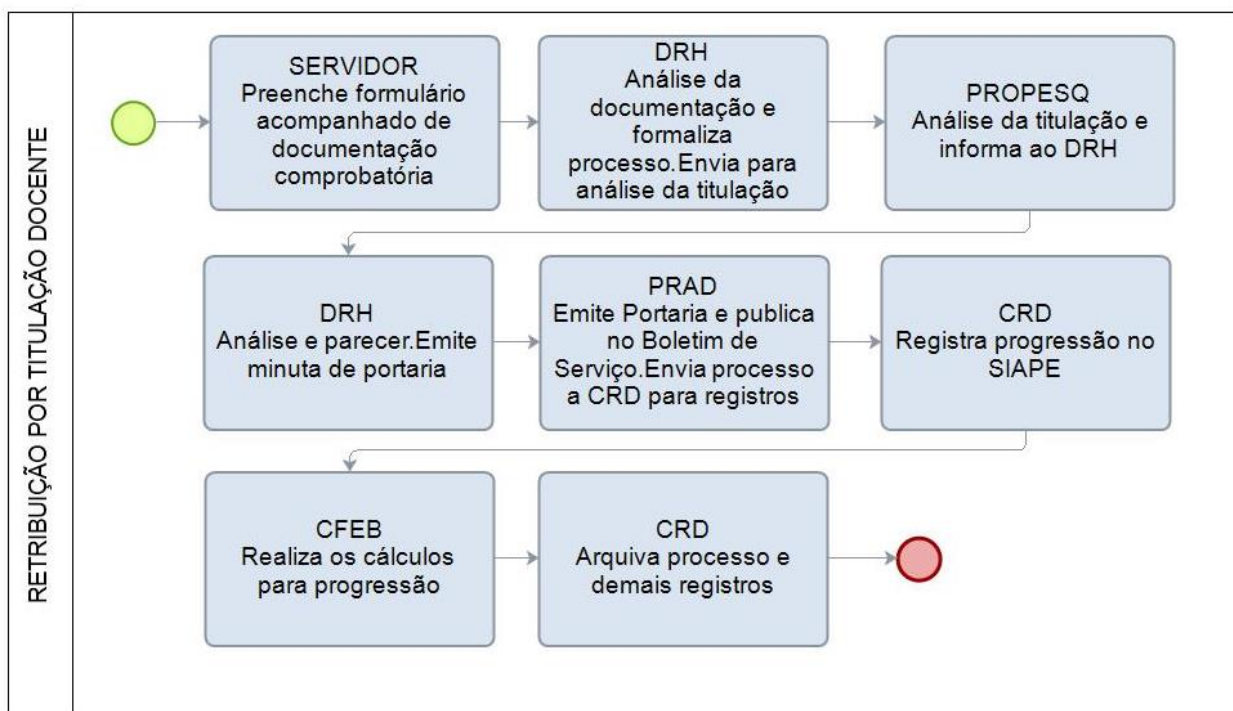 RETRIBUIÇÃO POR TITULAÇÃO DOCENTE
SERVIDOR
Preenche formulário
acompanhado de
documentação
comprobatória
DRH
Análise da
documentação e
formaliza
processo.Envia para
análise da titulação
PROPESQ
Análise da titulação e
informa ao DRH
DRH
Análise e parecer.Emite
minuta de portaria
PRAD
Emite Portaria e publica
no Boletim de
Serviço.Envia processo
a CRD para registros
CRD
Registra progressão no
SIAPE
CFEB
Realiza os cálculos
para progressão
CRD
Arquiva processo e
demais registros